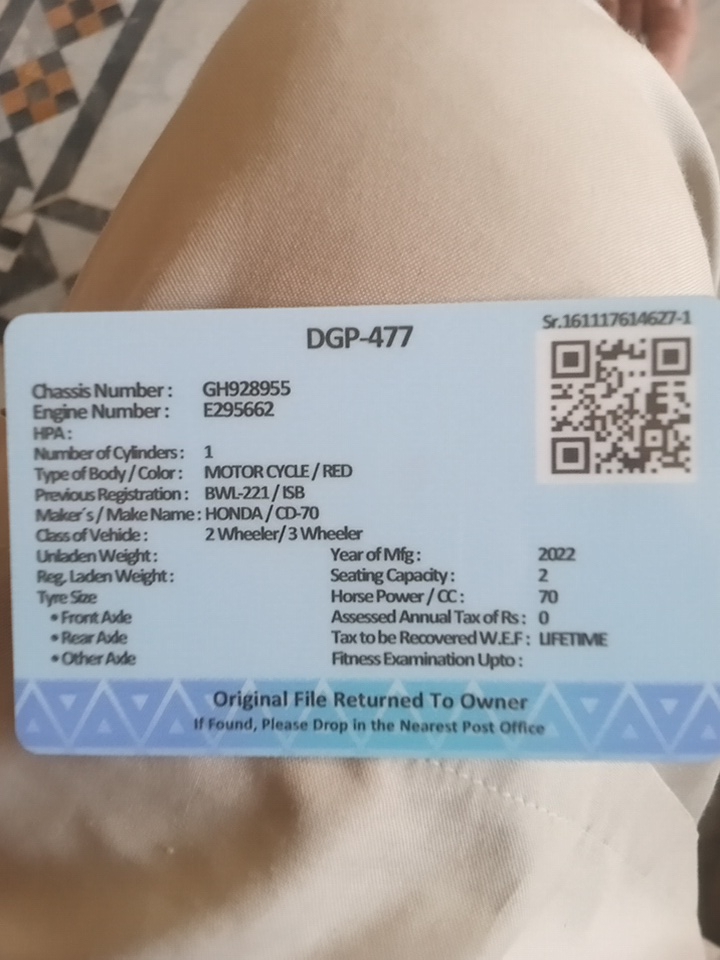 Sr.161117614627-1
DGP-477
Chassis Number : GH928955
Engine Number : E295662
HPA :
Number of Cylinders : 1
Type of Body / Color : MOTOR CYCLE / RED
Previous Registration : BWL-221 / ISB
Maker's / Make Name : HONDA / CD-70
Class of Vehide : 2 Wheeler/ 3 Wheeler
Unladen Weight : Year of Mfg : 2022
Reg. Laden Weight : Seating Capacity : 2
Tyre Size Horse Power / CC : 70
• Front Axle Assessed Annual Tax of Rs : 0
• Rear Axle Tax to be Recovered W.E.F : LIFETIME
• Other Axle Fitness Examination Upto :
Original File Returned To Owner
If Found, Please Drop in the Nearest Post Office